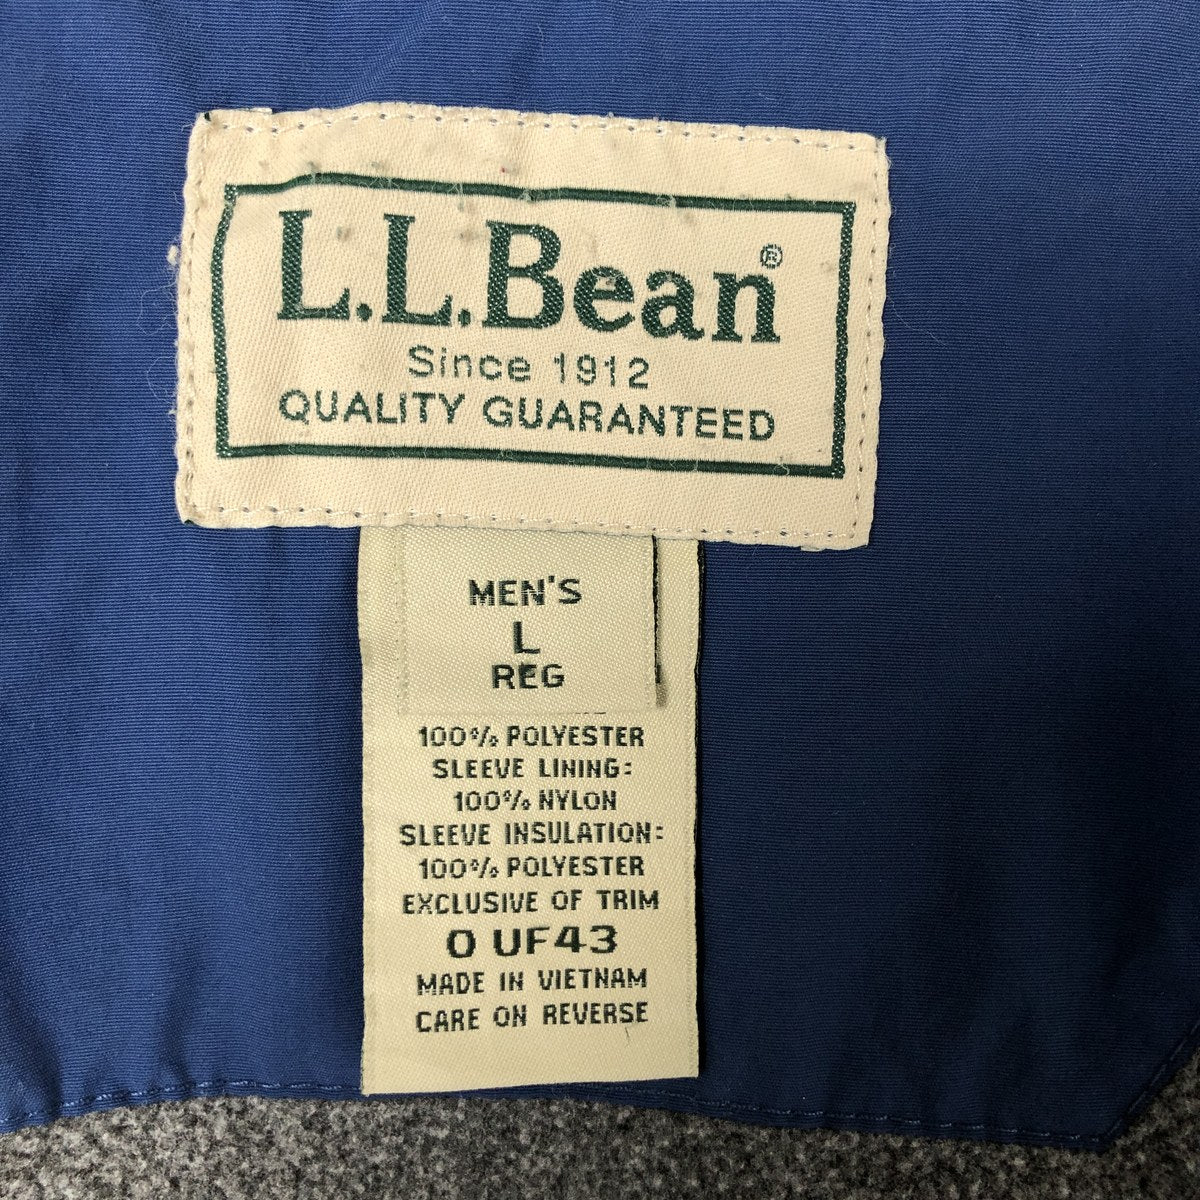 L.L.Bean®
Since 1912
QUALITY GUARANTEED
MEN'S
L
REG
100% POLYESTER
SLEEVE LINING:
100% NYLON
SLEEVE INSULATION:
100% POLYESTER
EXCLUSIVE OF TRIM
0 UF43
MADE IN VIETNAM
CARE ON REVERSE